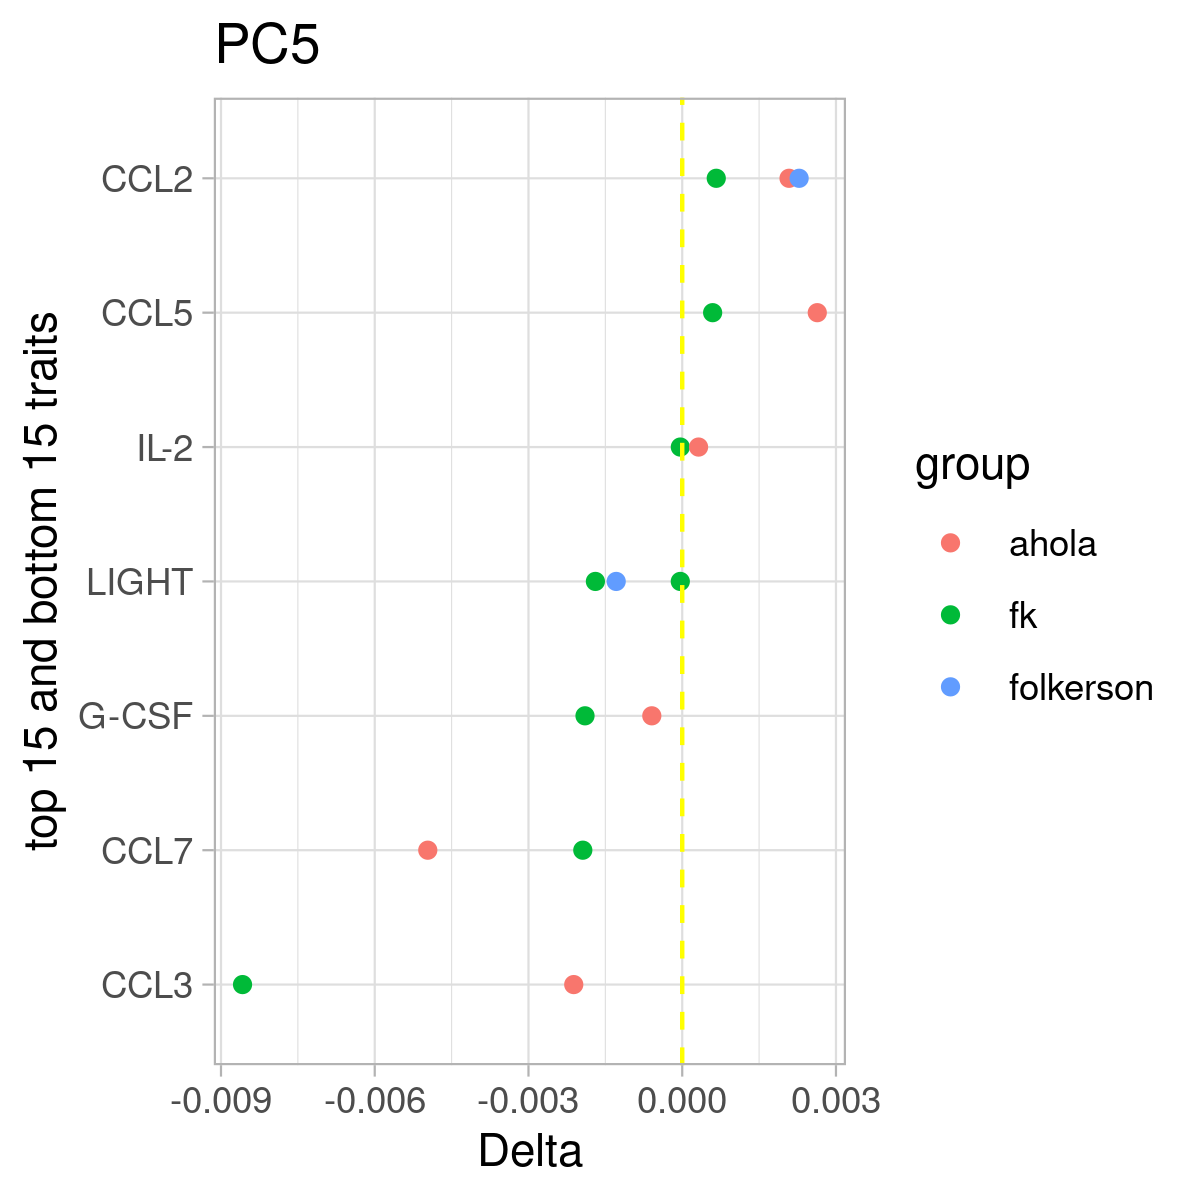 PC5
top 15 and bottom 15 traits
CCL2
CCL5
IL-2
LIGHT
G-CSF
CCL7
CCL3
-0.009 -0.006 -0.003 0.000 0.003
Delta
group
ahola
fk
folkerson